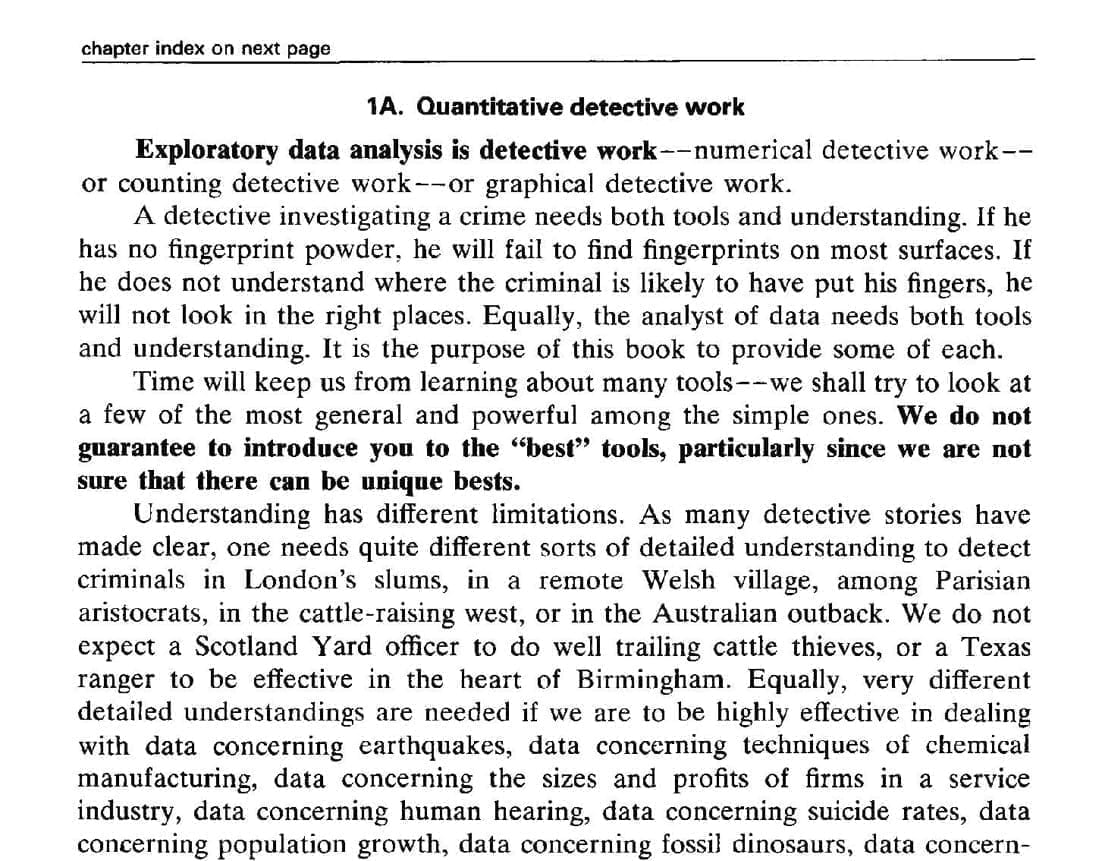 chapter index on next page
1A. Quantitative detective work
Exploratory data analysis is detective work--numerical detective work--
or counting detective work--or graphical detective work.
A detective investigating a crime needs both tools and understanding. If he
has no fingerprint powder, he will fail to find fingerprints on most surfaces. If
he does not understand where the criminal is likely to have put his fingers, he
will not look in the right places. Equally, the analyst of data needs both tools
and understanding. It is the purpose of this book to provide some of each.
Time will keep us from learning about many tools--we shall try to look at
a few of the most general and powerful among the simple ones. We do not
guarantee to introduce you to the “best” tools, particularly since we are not
sure that there can be unique bests.
Understanding has different limitations. As many detective stories have
made clear, one needs quite different sorts of detailed understanding to detect
criminals in London's slums, in a remote Welsh village, among Parisian
aristocrats, in the cattle-raising west, or in the Australian outback. We do not
expect a Scotland Yard officer to do well trailing cattle thieves, or a Texas
ranger to be effective in the heart of Birmingham. Equally, very different
detailed understandings are needed if we are to be highly effective in dealing
with data concerning earthquakes, data concerning techniques of chemical
manufacturing, data concerning the sizes and profits of firms in a service
industry, data concerning human hearing, data concerning suicide rates, data
concerning population growth, data concerning fossil dinosaurs, data concern-